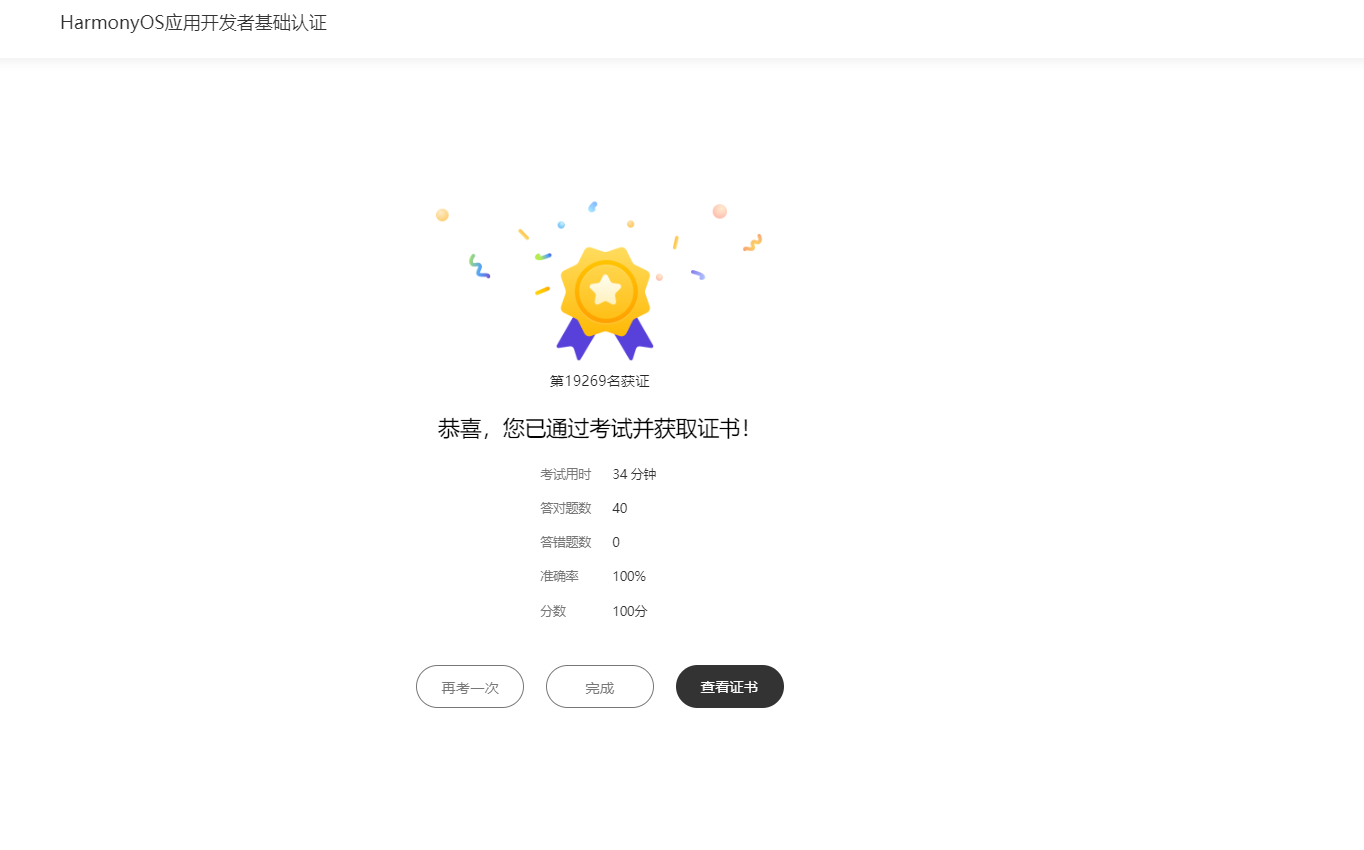 HarmonyOS应用开发者基础认证
第19269名获证
恭喜，您已通过考试并获取证书！
考试用时 34 分钟
答对题数 40
答错题数 0
准确率 100%
分数 100分
再考一次 完成 查看证书